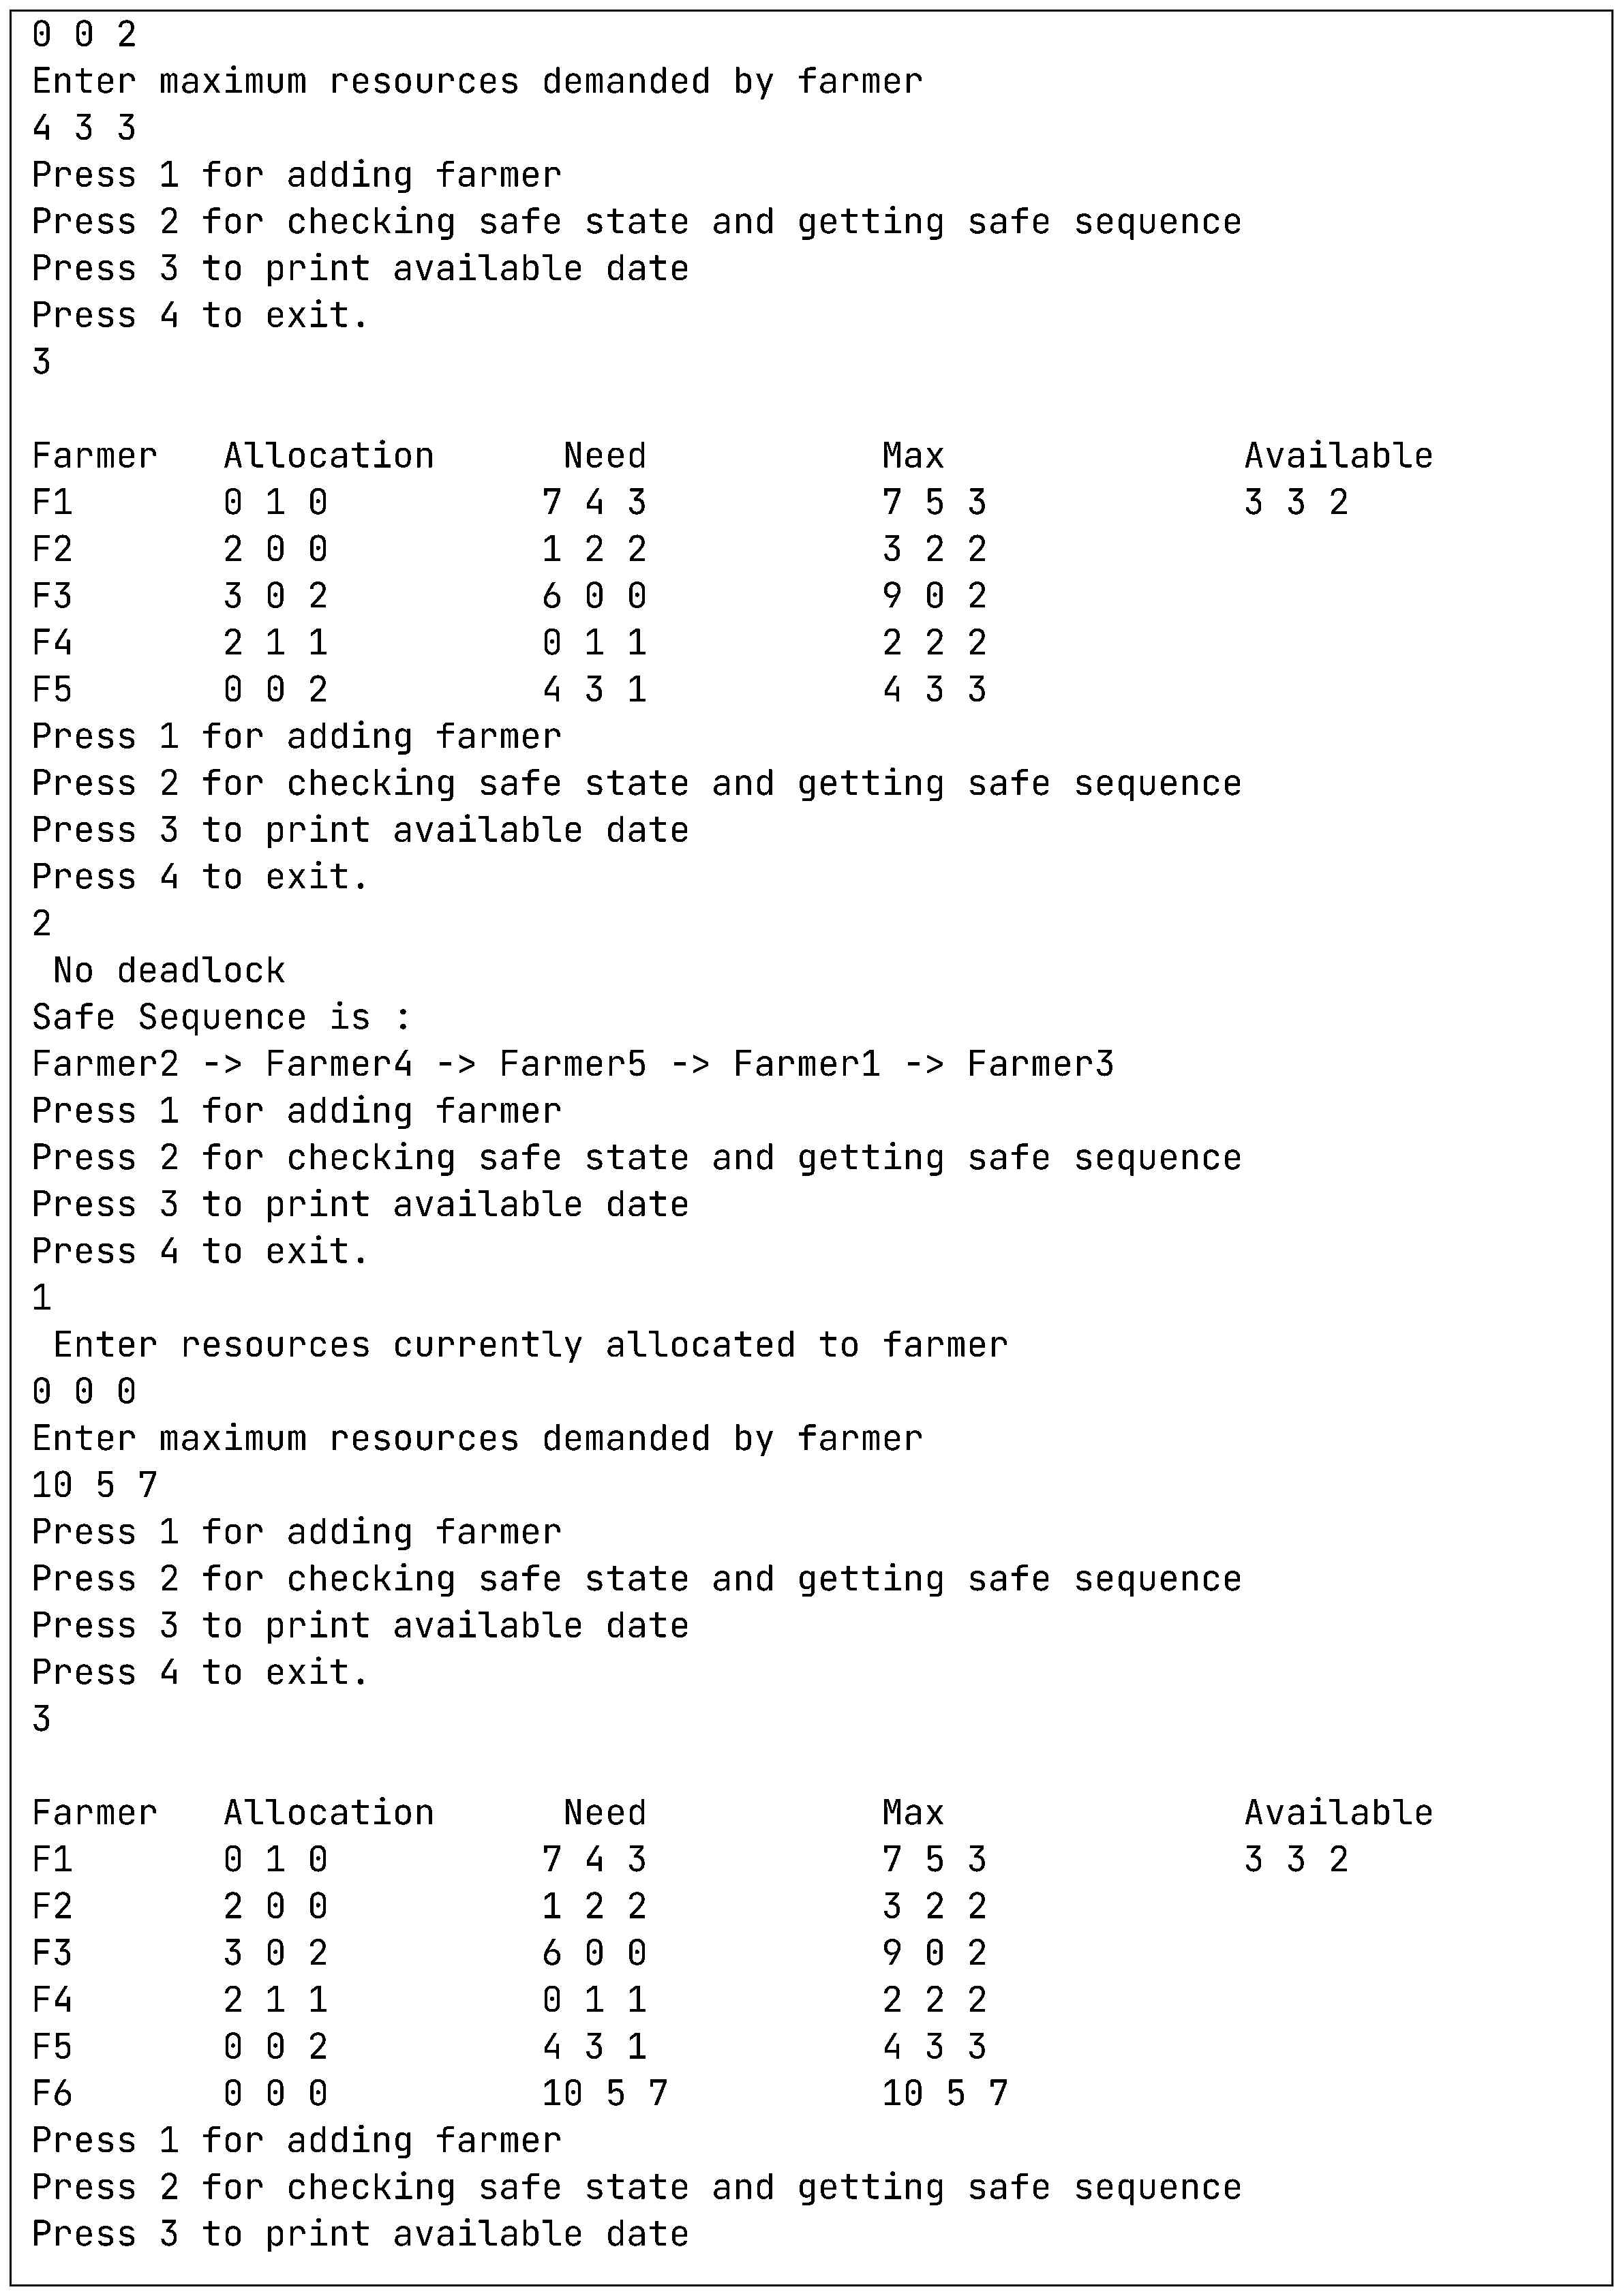 0 0 2
Enter maximum resources demanded by farmer
4 3 3
Press 1 for adding farmer
Press 2 for checking safe state and getting safe sequence
Press 3 to print available date
Press 4 to exit.
3
Farmer   Allocation      Need           Max              Available
F1       0 1 0          7 4 3           7 5 3            3 3 2
F2       2 0 0          1 2 2           3 2 2
F3       3 0 2          6 0 0           9 0 2
F4       2 1 1          0 1 1           2 2 2
F5       0 0 2          4 3 1           4 3 3
Press 1 for adding farmer
Press 2 for checking safe state and getting safe sequence
Press 3 to print available date
Press 4 to exit.
2
 No deadlock
Safe Sequence is :
Farmer2 -> Farmer4 -> Farmer5 -> Farmer1 -> Farmer3
Press 1 for adding farmer
Press 2 for checking safe state and getting safe sequence
Press 3 to print available date
Press 4 to exit.
1
 Enter resources currently allocated to farmer
0 0 0
Enter maximum resources demanded by farmer
10 5 7
Press 1 for adding farmer
Press 2 for checking safe state and getting safe sequence
Press 3 to print available date
Press 4 to exit.
3
Farmer   Allocation      Need           Max              Available
F1       0 1 0          7 4 3           7 5 3            3 3 2
F2       2 0 0          1 2 2           3 2 2
F3       3 0 2          6 0 0           9 0 2
F4       2 1 1          0 1 1           2 2 2
F5       0 0 2          4 3 1           4 3 3
F6       0 0 0          10 5 7          10 5 7
Press 1 for adding farmer
Press 2 for checking safe state and getting safe sequence
Press 3 to print available date